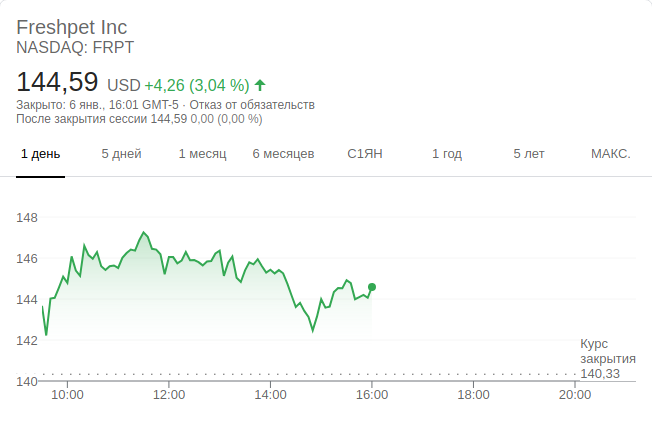 Freshpet Inc
NASDAQ: FRPT
144,59 USD +4,26 (3,04 %)
Закрыто: 6 янв., 16:01 GMT-5 · Отказ от обязательств
После закрытия сессии 144,59 0,00 (0,00 %)
1 день 5 дней 1 месяц 6 месяцев С1ЯН 1 год 5 лет МАКС.
148
146
144
142
Курс
закрытия
140,33
140
10:00 12:00 14:00 16:00 18:00 20:00